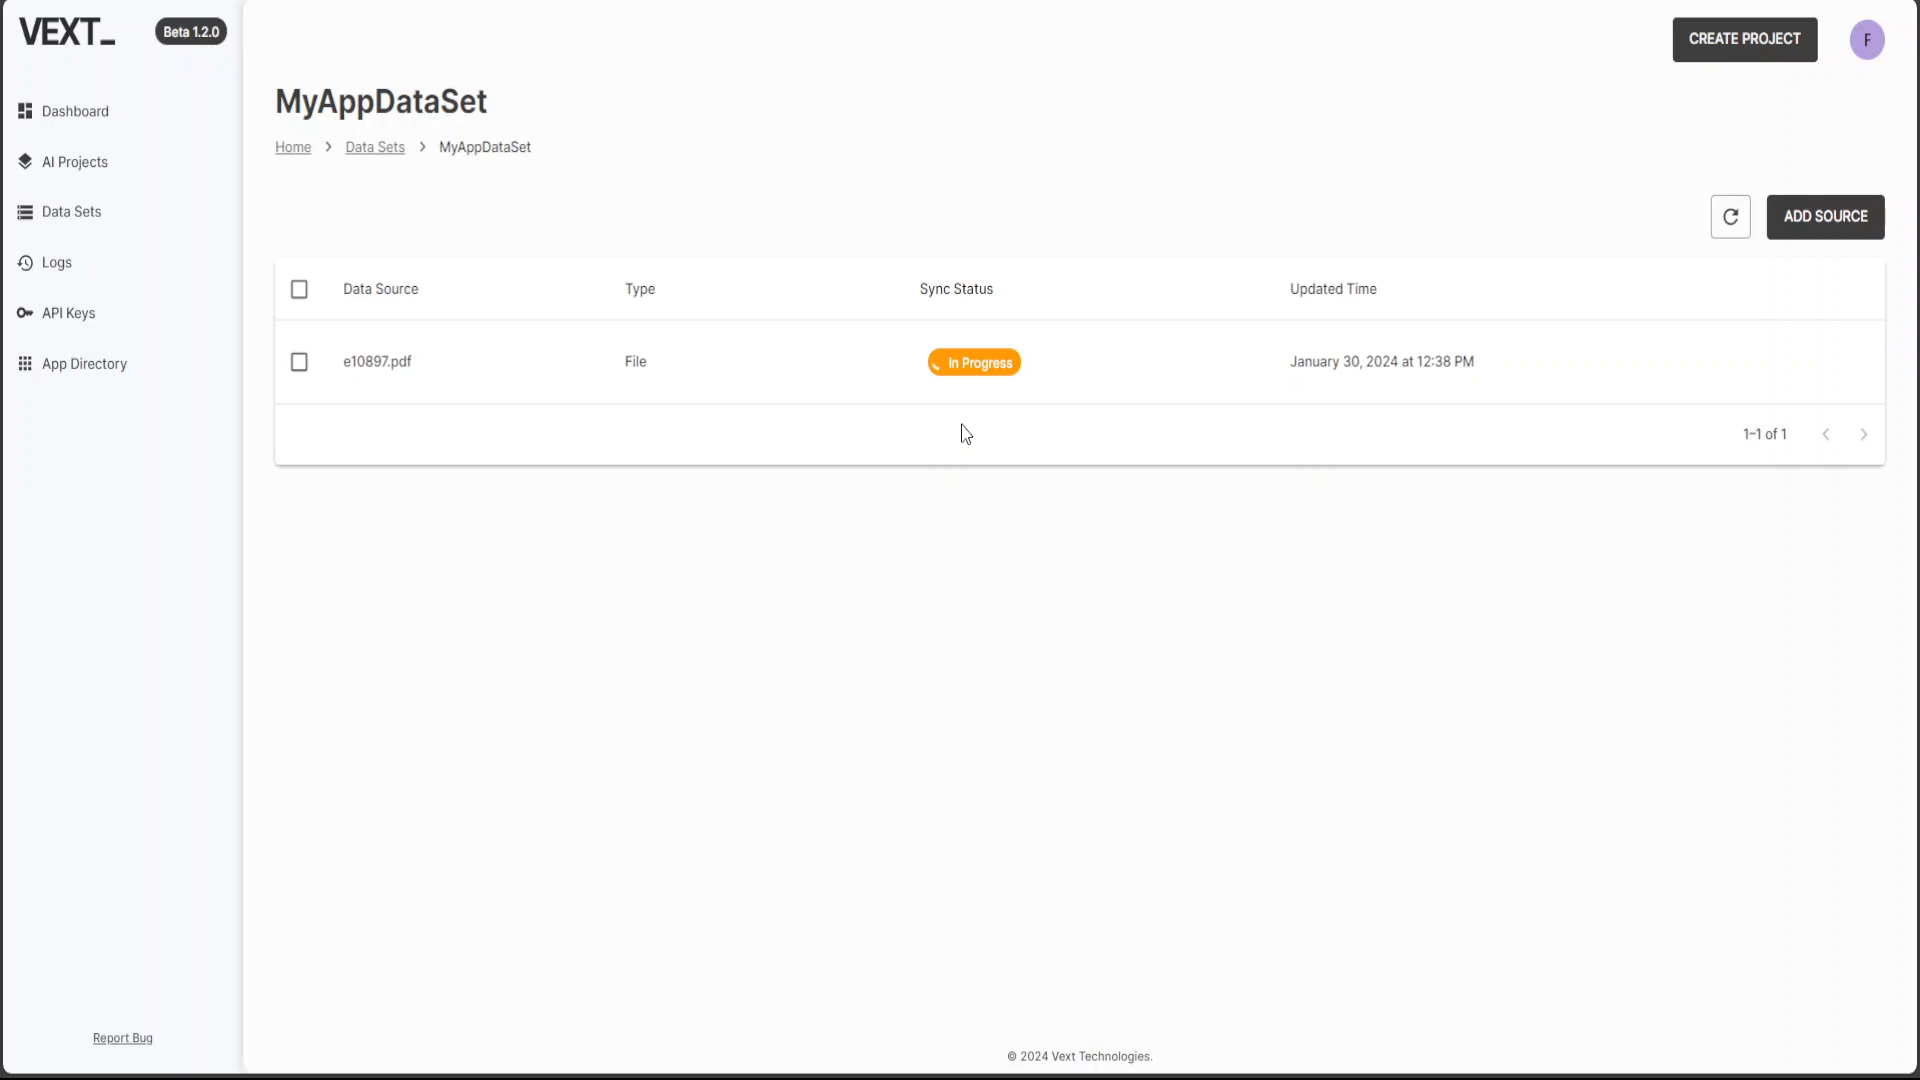 VEXT_
Beta 1.2.0
CREATE PROJECT
F
Dashboard
AI Projects
Data Sets
Logs
API Keys
App Directory
Report Bug
MyAppDataSet
Home > Data Sets > MyAppDataSet
ADD SOURCE
Data Source Type Sync Status Updated Time
e10897.pdf File In Progress January 30, 2024 at 12:38 PM
1–1 of 1
© 2024 Vext Technologies.